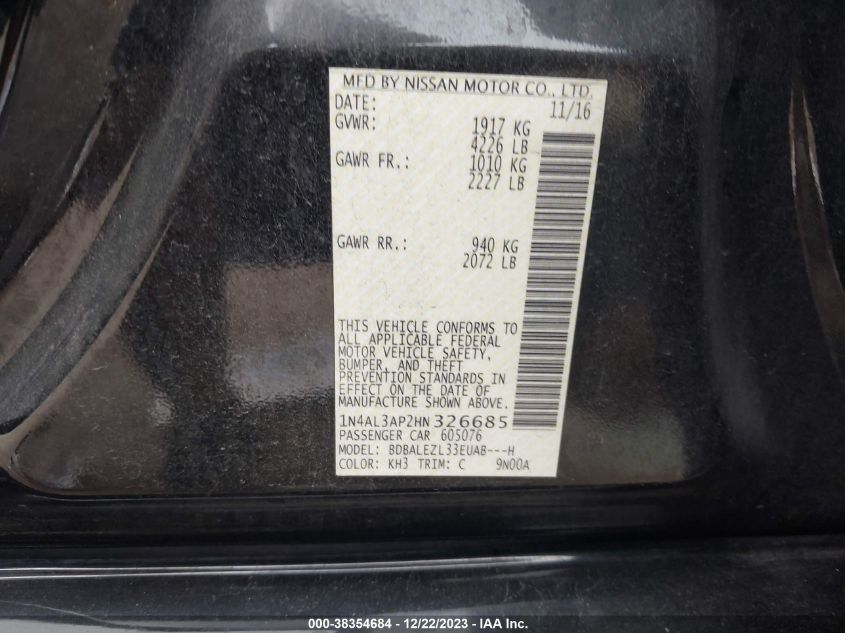 MFD BY NISSAN MOTOR CO., LTD.
DATE: 11/16
GVWR: 1917 KG
4226 LB
GAWR FR.: 1010 KG
2227 LB
GAWR RR.: 940 KG
2072 LB
THIS VEHICLE CONFORMS TO
ALL APPLICABLE FEDERAL
MOTOR VEHICLE SAFETY,
BUMPER, AND THEFT
PREVENTION STANDARDS IN
EFFECT ON THE DATE OF
MANUFACTURE SHOWN ABOVE.
1N4AL3AP2HN326685
PASSENGER CAR 605076
MODEL: BDBALEZL33EUAB---H
COLOR: KH3 TRIM: C 9N00A
000-38354684 - 12/22/2023 - IAA Inc.